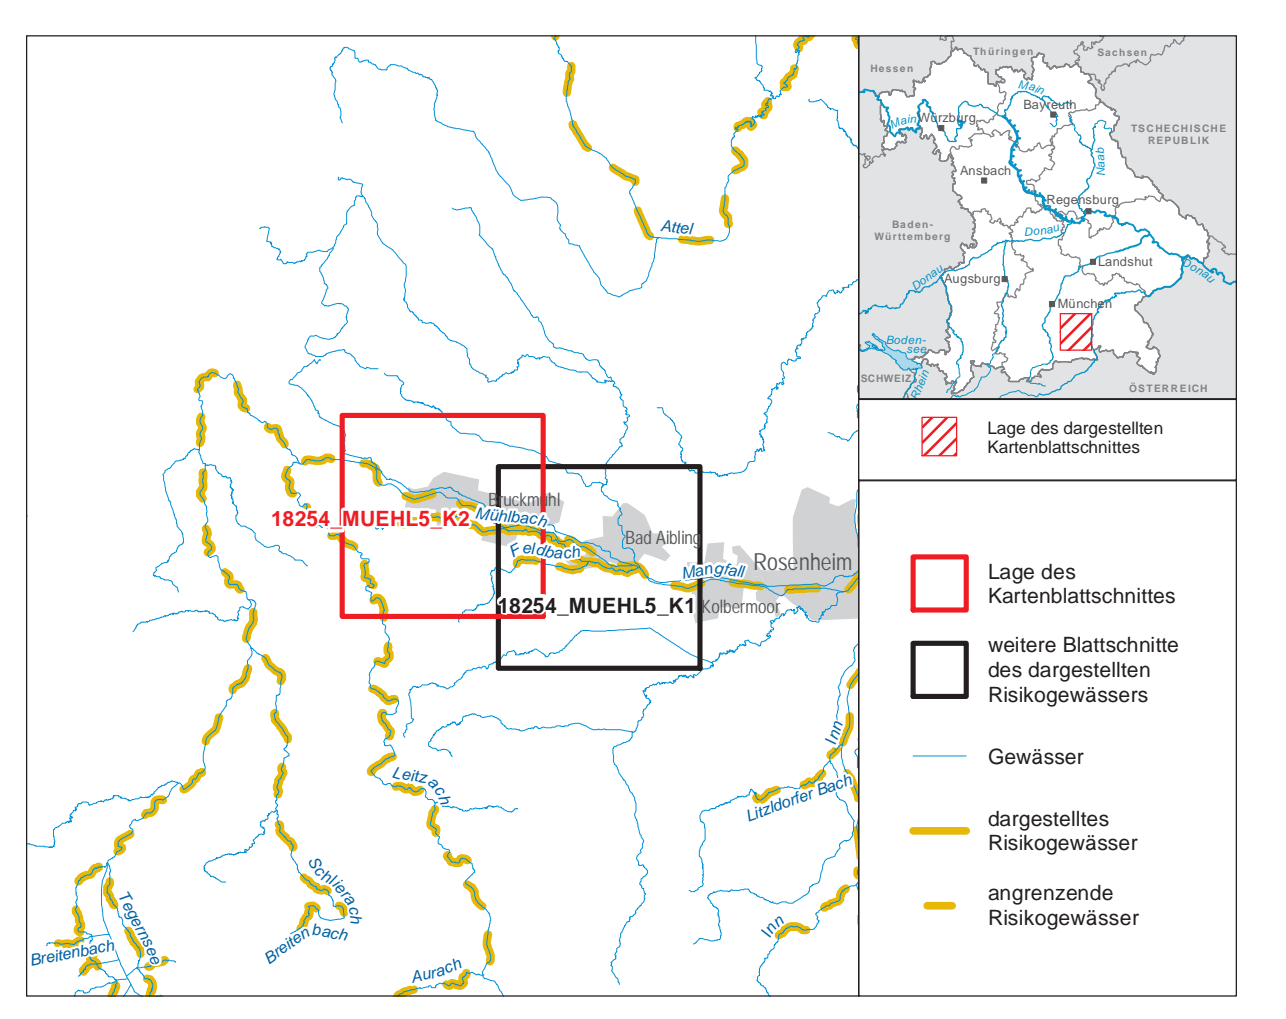 Attel
Bruckmühl
18254_MUEHL5_K2
Mühlbach
Feldbach
Bad Aibling
Mangfall
Rosenheim
18254_MUEHL5_K1
Kolbermoor
Leitzach
Inn
Litzldorfer Bach
Schlierach
Breitenbach
Tegernsee
Breitenbach
Inn
Aurach
Thüringen
Sachsen
Hessen
Main
Bayreuth
Main
Würzburg
TSCHECHISCHE
REPUBLIK
Naab
Ansbach
Regensburg
Baden-
Württemberg
Donau
Landshut
Donau
Donau
Augsburg
München
Boden-
see
SCHWEIZ
Rhein
ÖSTERREICH
Lage des dargestellten
Kartenblattschnittes
Lage des
Kartenblattschnittes
weitere Blattschnitte
des dargestellten
Risikogewässers
Gewässer
dargestelltes
Risikogewässer
angrenzende
Risikogewässer